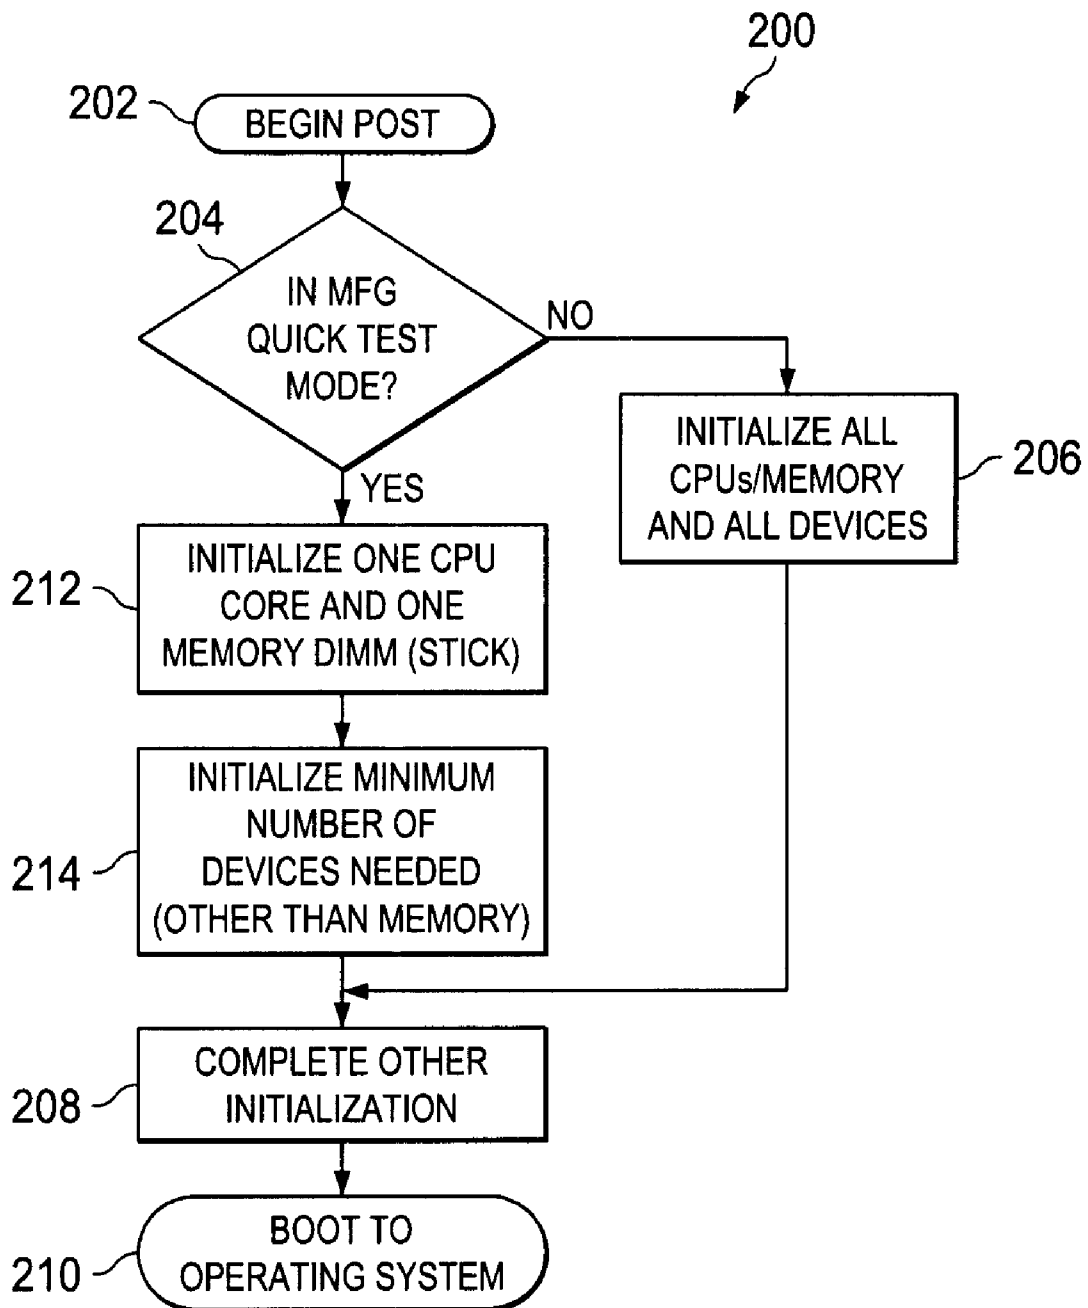 200
202
BEGIN POST
204
IN MFG
QUICK TEST
MODE?
NO
YES
INITIALIZE ALL
CPUs/MEMORY
AND ALL DEVICES
206
212
INITIALIZE ONE CPU
CORE AND ONE
MEMORY DIMM (STICK)
214
INITIALIZE MINIMUM
NUMBER OF
DEVICES NEEDED
(OTHER THAN MEMORY)
208
COMPLETE OTHER
INITIALIZATION
210
BOOT TO
OPERATING SYSTEM